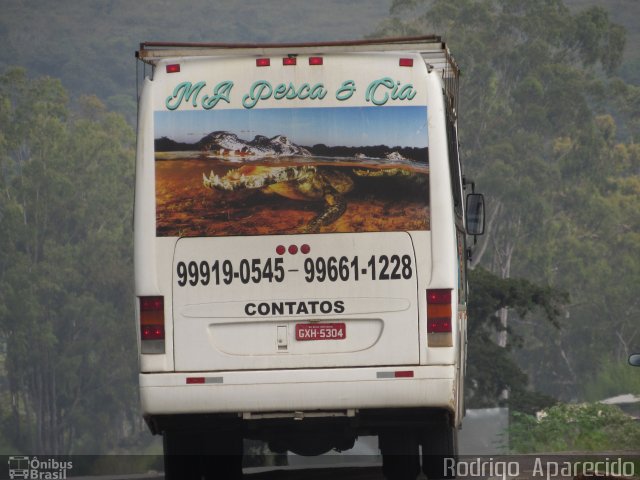 MA Pesca & Cia
99919-0545 - 99661-1228
CONTATOS
GXH-5304
Ônibus
Brasil
Rodrigo Aparecido